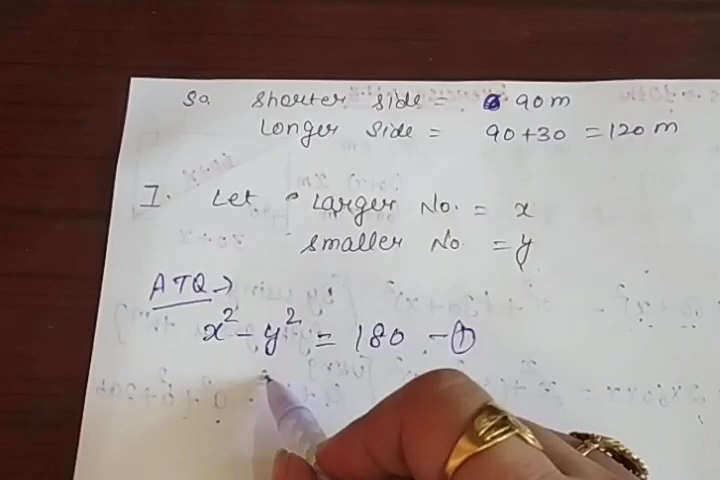 So, Shorter side = 90m
Longer side = 90+30 = 120 m
I. Let Larger No. = x
smaller No. = y
ATQ →
x² - y² = 180 -①